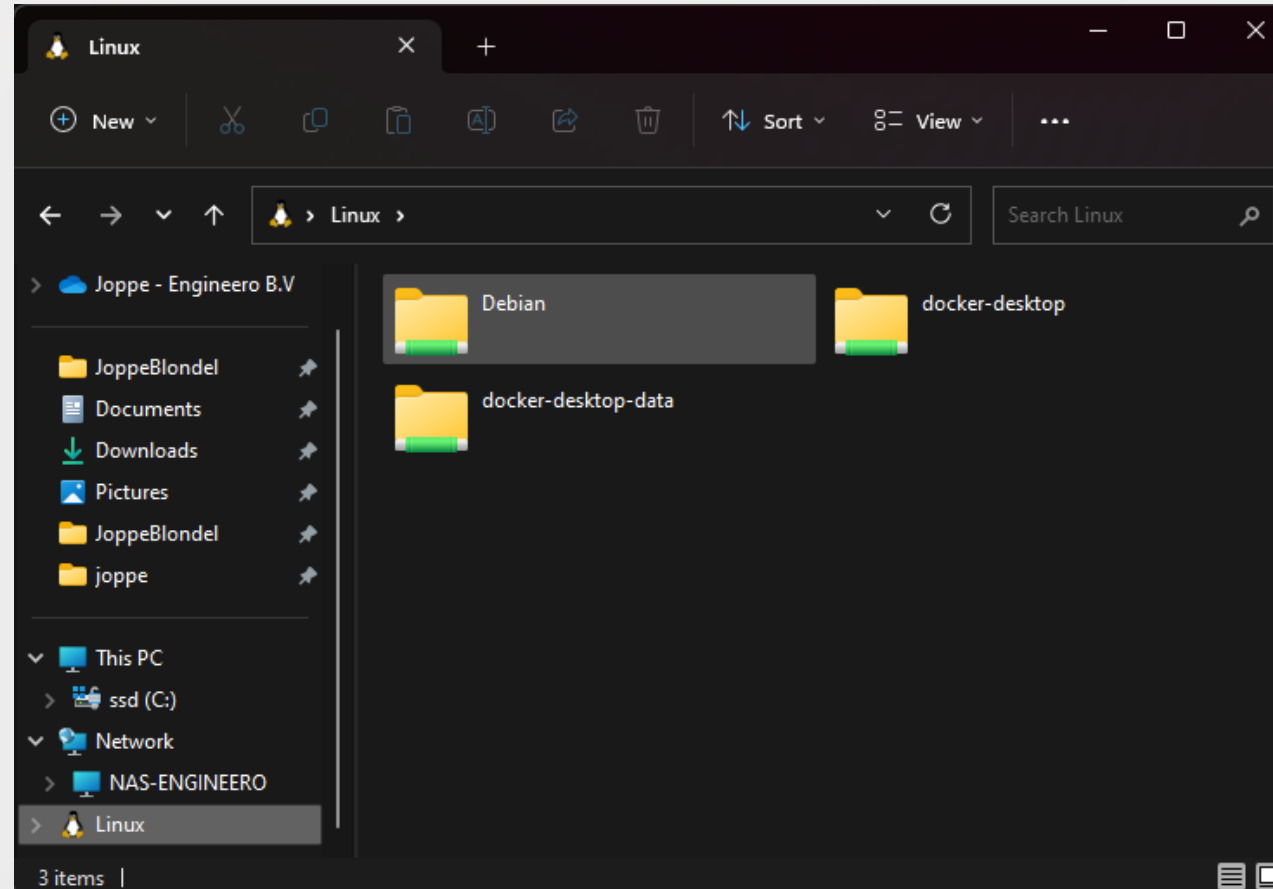 Linux
New
Sort
View
Linux
Search Linux
Joppe - Engineero B.V
JoppeBlondel
Documents
Downloads
Pictures
JoppeBlondel
joppe
This PC
ssd (C:)
Network
NAS-ENGINEERO
Linux
Debian
docker-desktop
docker-desktop-data
3 items